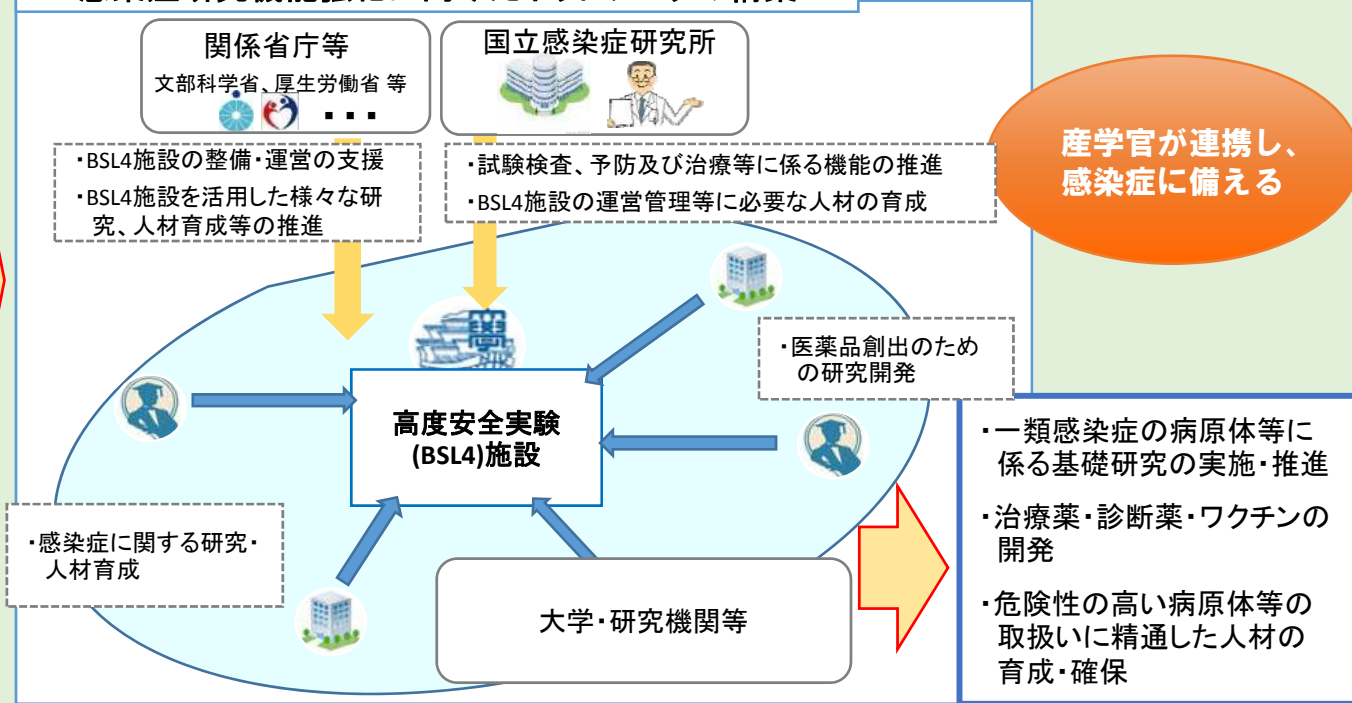 関係省庁等
文部科学省、厚生労働省 等
・・・
国立感染症研究所
・BSL4施設の整備・運営の支援
・BSL4施設を活用した様々な研
究、人材育成等の推進
・試験検査、予防及び治療等に係る機能の推進
・BSL4施設の運営管理等に必要な人材の育成
産学官が連携し、
感染症に備える
・医薬品創出のため
の研究開発
高度安全実験
(BSL4)施設
・感染症に関する研究・
人材育成
大学・研究機関等
・一類感染症の病原体等に
係る基礎研究の実施・推進
・治療薬・診断薬・ワクチンの
開発
・危険性の高い病原体等の
取扱いに精通した人材の
育成・確保